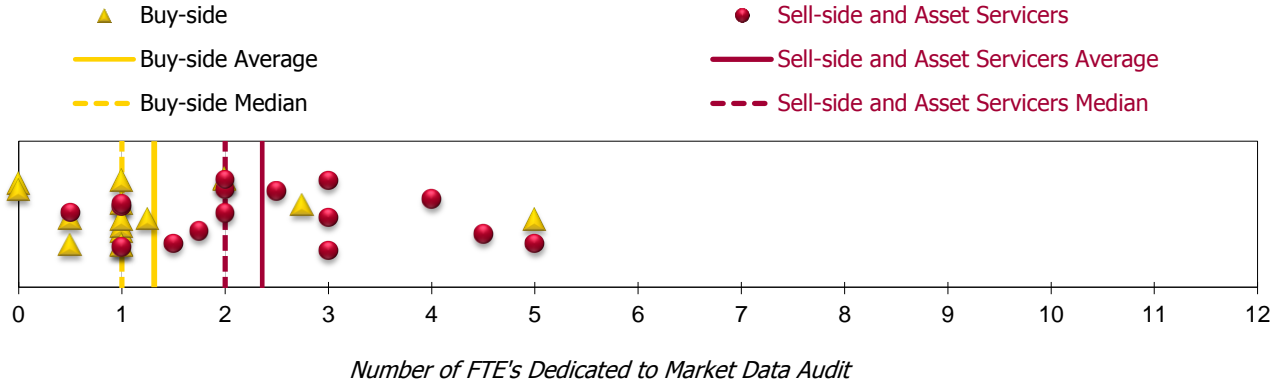 Buy-side
Sell-side and Asset Servicers
Buy-side Average
Sell-side and Asset Servicers Average
Buy-side Median
Sell-side and Asset Servicers Median
0 1 2 3 4 5 6 7 8 9 10 11 12
Number of FTE's Dedicated to Market Data Audit